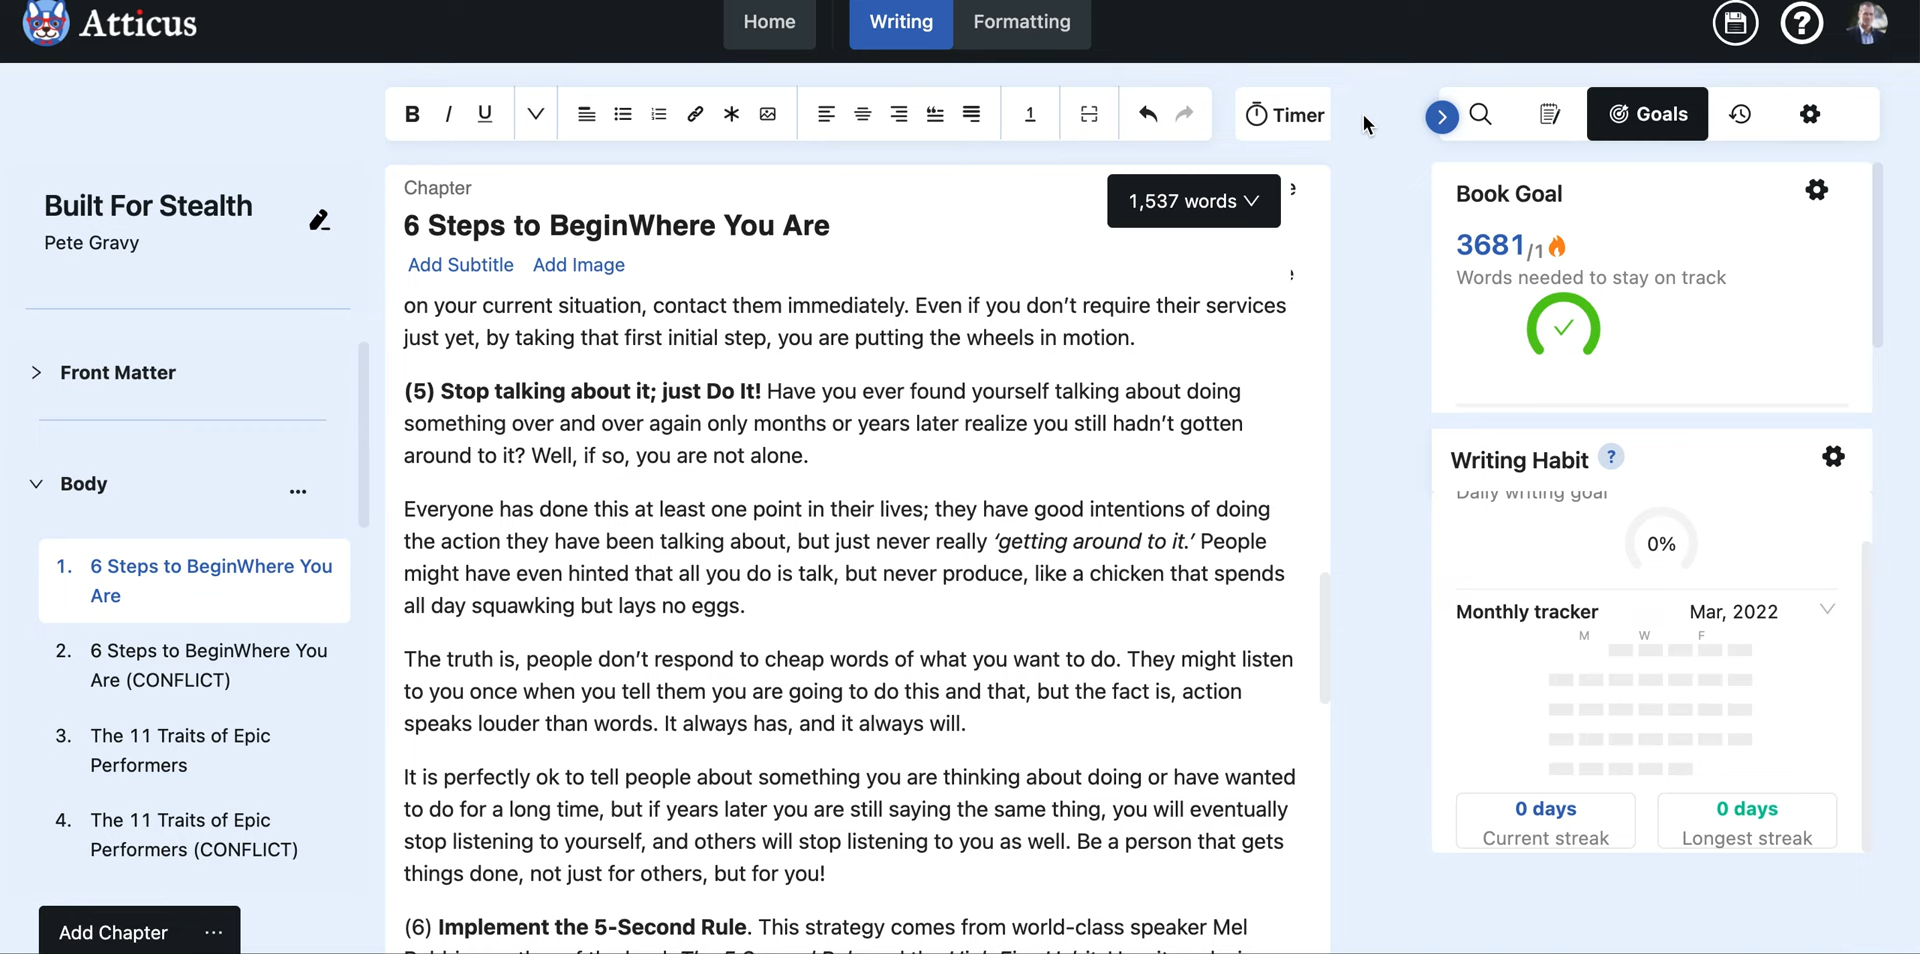 Atticus
Home
Writing
Formatting
B I U
1
Timer
Goals
Built For Stealth
Pete Gravy
Front Matter
Body
...
1. 6 Steps to BeginWhere You
Are
2. 6 Steps to BeginWhere You
Are (CONFLICT)
3. The 11 Traits of Epic
Performers
4. The 11 Traits of Epic
Performers (CONFLICT)
Add Chapter ...
Chapter
1,537 words
6 Steps to BeginWhere You Are
Add Subtitle Add Image
on your current situation, contact them immediately. Even if you don’t require their services
just yet, by taking that first initial step, you are putting the wheels in motion.
(5) Stop talking about it; just Do It! Have you ever found yourself talking about doing
something over and over again only months or years later realize you still hadn’t gotten
around to it? Well, if so, you are not alone.
Everyone has done this at least one point in their lives; they have good intentions of doing
the action they have been talking about, but just never really ‘getting around to it.’ People
might have even hinted that all you do is talk, but never produce, like a chicken that spends
all day squawking but lays no eggs.
The truth is, people don’t respond to cheap words of what you want to do. They might listen
to you once when you tell them you are going to do this and that, but the fact is, action
speaks louder than words. It always has, and it always will.
It is perfectly ok to tell people about something you are thinking about doing or have wanted
to do for a long time, but if years later you are still saying the same thing, you will eventually
stop listening to yourself, and others will stop listening to you as well. Be a person that gets
things done, not just for others, but for you!
(6) Implement the 5-Second Rule. This strategy comes from world-class speaker Mel
Book Goal
3681/1
Words needed to stay on track
Writing Habit ?
Daily writing goal
0%
Monthly tracker Mar, 2022
M W F
0 days
Current streak
0 days
Longest streak